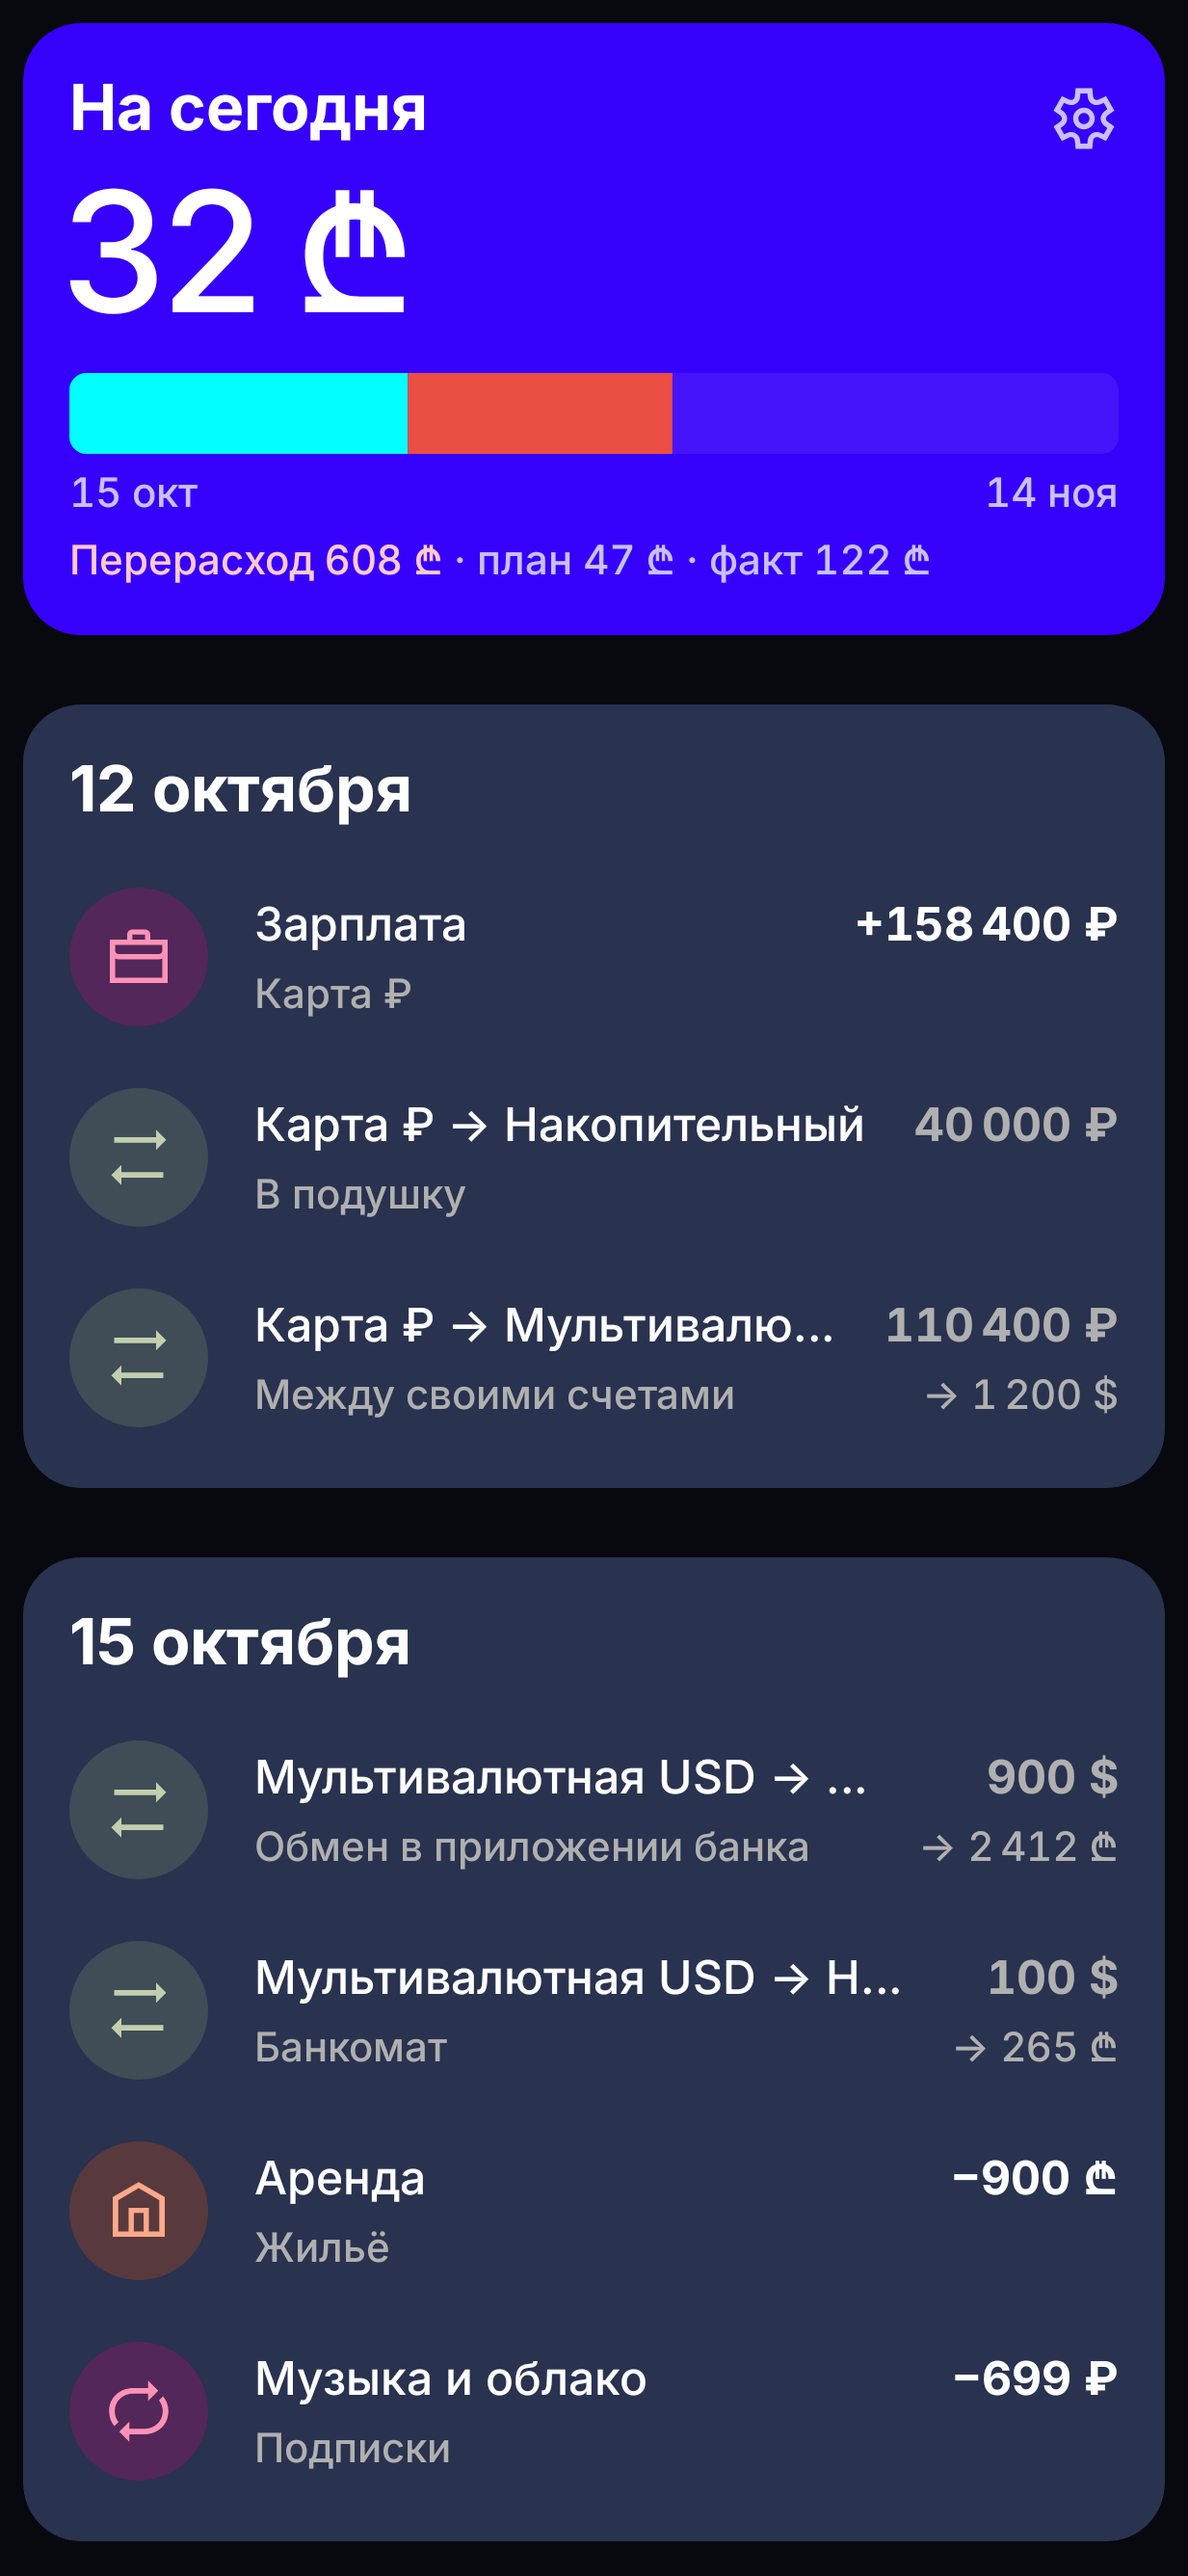 На сегодня
32 ₾
15 окт 14 ноя
Перерасход 608 ₾ · план 47 ₾ · факт 122 ₾
12 октября
Зарплата +158 400 ₽
Карта ₽
Карта ₽ → Накопительный 40 000 ₽
В подушку
Карта ₽ → Мультивалю... 110 400 ₽
Между своими счетами → 1 200 $
15 октября
Мультивалютная USD → ... 900 $
Обмен в приложении банка → 2 412 ₾
Мультивалютная USD → Н... 100 $
Банкомат → 265 ₾
Аренда −900 ₾
Жильё
Музыка и облако −699 ₽
Подписки